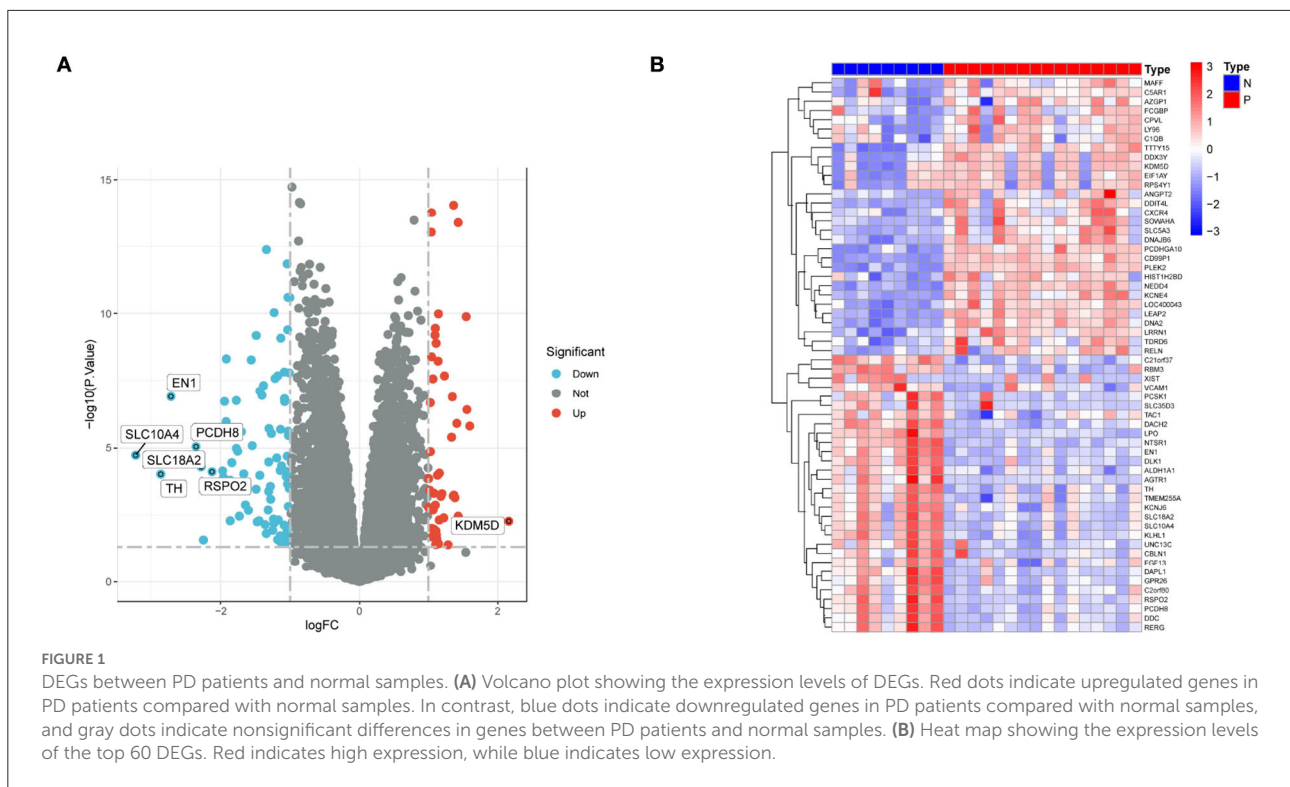 A
15
10
5
0
−2
0
2
−log10(P.Value)
logFC
EN1
SLC10A4
PCDH8
SLC18A2
TH
RSPO2
KDM5D
Significant
Down
Not
Up
B
Type
3
2
1
0
−1
−2
−3
Type
N
P
MAFF
C5AR1
AZGP1
FCGBP
CPVL
LY96
C1QB
TTTY15
DDX3Y
KDM5D
EIF1AY
RPS4Y1
ANGPT2
DDIT4L
CXCR4
SOWAHA
SLC5A3
DNAJB6
PCDHGA10
CD99P1
PLEK2
HIST1H2BD
NEDD4
KCNE4
LOC400043
LEAP2
DNA2
LRRN1
TDRD6
RELN
C21orf37
RBM3
XIST
VCAM1
PCSK1
SLC35D3
TAC1
DACH2
LPO
NTSR1
EN1
DLK1
ALDH1A1
AGTR1
TH
TMEM255A
KCNJ6
SLC18A2
SLC10A4
KLHL1
UNC13C
CBLN1
FGF13
DAPL1
GPR26
C2orf80
RSPO2
PCDH8
DDC
RERG
FIGURE 1
DEGs between PD patients and normal samples. (A) Volcano plot showing the expression levels of DEGs. Red dots indicate upregulated genes in
PD patients compared with normal samples. In contrast, blue dots indicate downregulated genes in PD patients compared with normal samples,
and gray dots indicate nonsignificant differences in genes between PD patients and normal samples. (B) Heat map showing the expression levels
of the top 60 DEGs. Red indicates high expression, while blue indicates low expression.